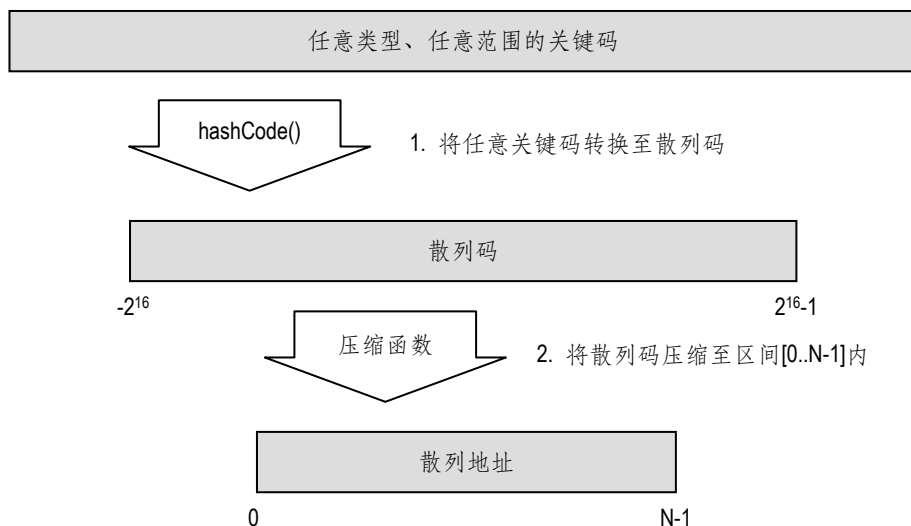 任意类型、任意范围的关键码
hashCode()
1. 将任意关键码转换至散列码
散列码
-2¹⁶
2¹⁶-1
压缩函数
2. 将散列码压缩至区间[0..N-1]内
散列地址
0
N-1